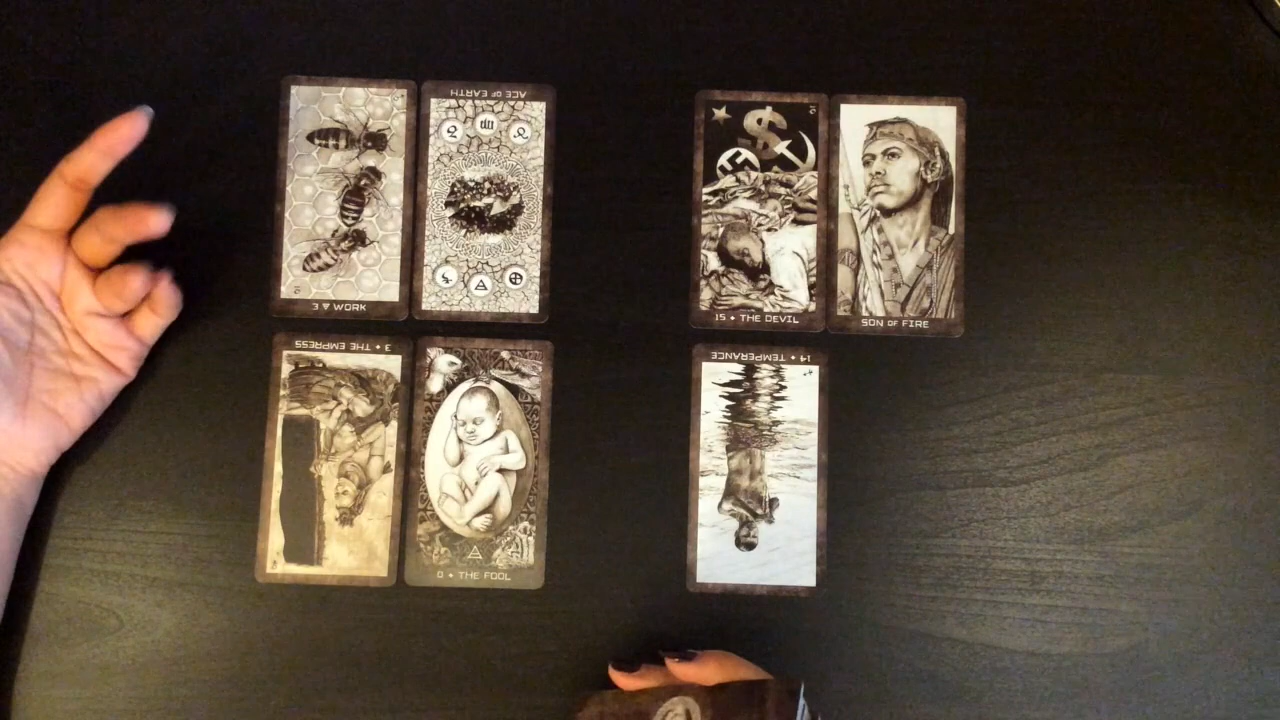 3 ▽ WORK
ACE OF EARTH
15 ✦ THE DEVIL
SON OF FIRE
3 ✦ THE EMPRESS
0 ✦ THE FOOL
14 ✦ TEMPERANCE